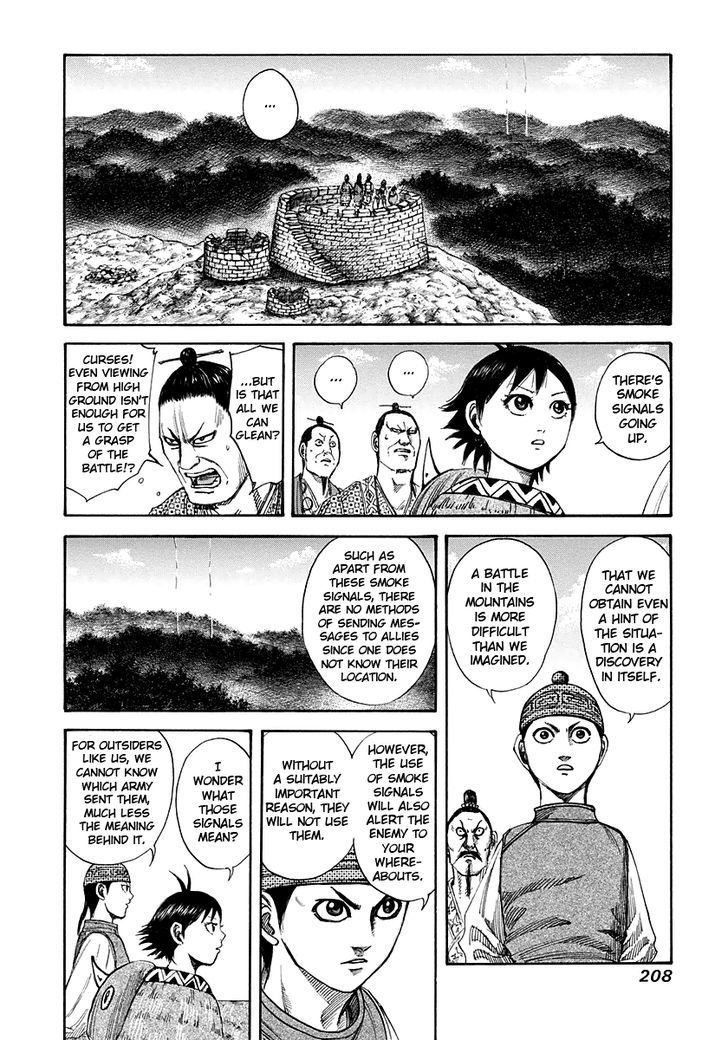 ...
THERE'S
SMOKE
SIGNALS
GOING
UP.
...
...
...BUT
IS THAT
ALL WE
CAN
GLEAN?
CURSES!
EVEN VIEWING
FROM HIGH
GROUND ISN'T
ENOUGH FOR
US TO GET
A GRASP
OF THE
BATTLE!?
THAT WE
CANNOT
OBTAIN EVEN
A HINT OF
THE SITUA-
TION IS A
DISCOVERY
IN ITSELF.
A BATTLE
IN THE
MOUNTAINS
IS MORE
DIFFICULT
THAN WE
IMAGINED.
SUCH AS
APART FROM
THESE SMOKE
SIGNALS, THERE
ARE NO METHODS
OF SENDING MES-
SAGES TO ALLIES
SINCE ONE DOES
NOT KNOW THEIR
LOCATION.
HOWEVER,
THE USE
OF SMOKE
SIGNALS
WILL ALSO
ALERT THE
ENEMY TO
YOUR
WHERE-
ABOUTS.
WITHOUT
A SUITABLY
IMPORTANT
REASON, THEY
WILL NOT USE
THEM.
I
WONDER
WHAT
THOSE
SIGNALS
MEAN?
FOR OUTSIDERS
LIKE US, WE
CANNOT KNOW
WHICH ARMY
SENT THEM,
MUCH LESS
THE MEANING
BEHIND IT.
208